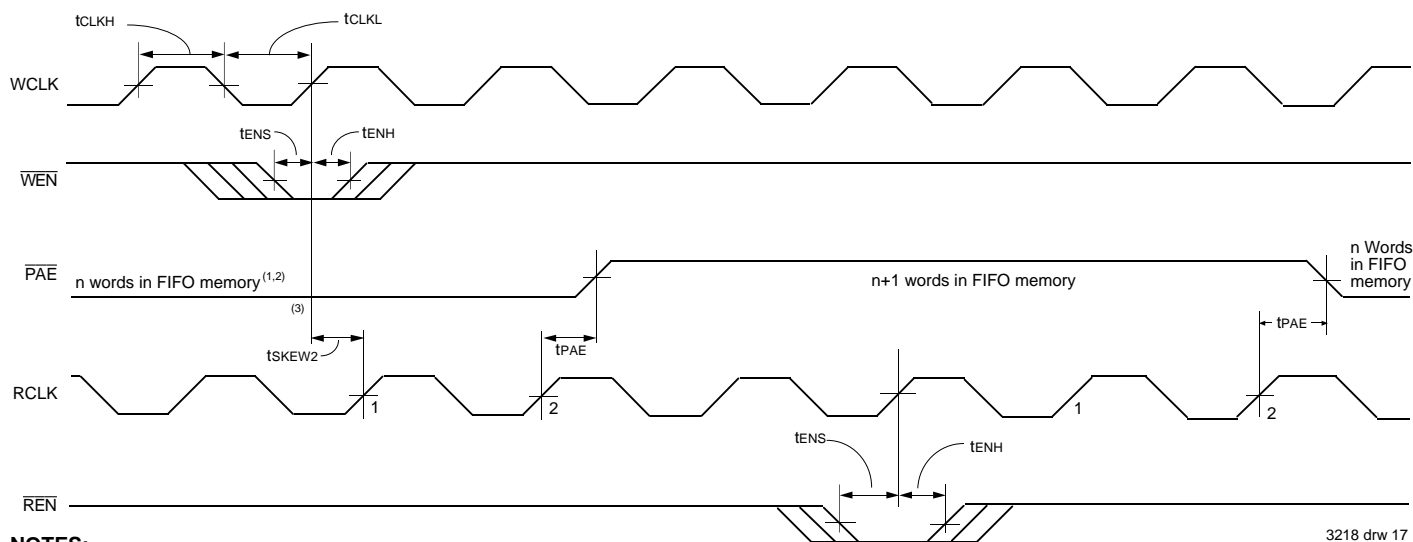 tCLKH
tCLKL
WCLK
tENS
tENH
WEN
PAE
n words in FIFO memory(1,2)
n+1 words in FIFO memory
n Words
in FIFO
memory
(3)
tSKEW2
tPAE
tPAE
RCLK
1
2
1
2
tENS
tENH
REN
NOTES:
3218 drw 17